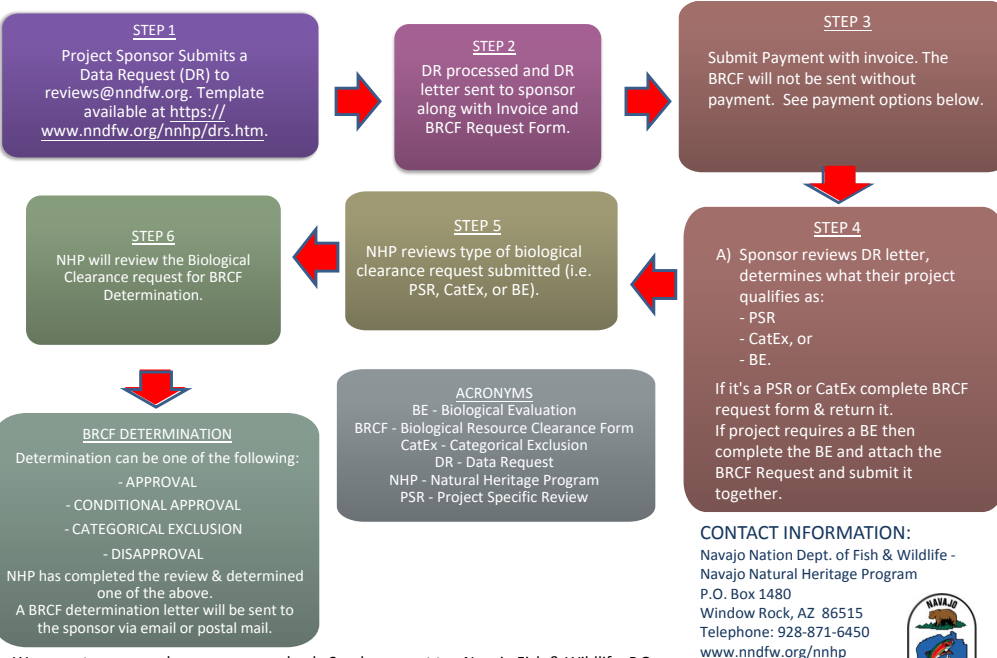 STEP 1
Project Sponsor Submits a
Data Request (DR) to
reviews@nndfw.org. Template
available at https://
www.nndfw.org/nnhp/drs.htm.
STEP 2
DR processed and DR
letter sent to sponsor
along with Invoice and
BRCF Request Form.
STEP 3
Submit Payment with invoice. The
BRCF will not be sent without
payment. See payment options below.
STEP 4
A) Sponsor reviews DR letter,
determines what their project
qualifies as:
- PSR
- CatEx, or
- BE.
If it's a PSR or CatEx complete BRCF
request form & return it.
If project requires a BE then
complete the BE and attach the
BRCF Request and submit it
together.
STEP 5
NHP reviews type of biological
clearance request submitted (i.e.
PSR, CatEx, or BE).
STEP 6
NHP will review the Biological
Clearance request for BRCF
Determination.
BRCF DETERMINATION
Determination can be one of the following:
- APPROVAL
- CONDITIONAL APPROVAL
- CATEGORICAL EXCLUSION
- DISAPPROVAL
NHP has completed the review & determined
one of the above.
A BRCF determination letter will be sent to
the sponsor via email or postal mail.
ACRONYMS
BE - Biological Evaluation
BRCF - Biological Resource Clearance Form
CatEx - Categorical Exclusion
DR - Data Request
NHP - Natural Heritage Program
PSR - Project Specific Review
CONTACT INFORMATION:
Navajo Nation Dept. of Fish & Wildlife -
Navajo Natural Heritage Program
P.O. Box 1480
Window Rock, AZ 86515
Telephone: 928-871-6450
www.nndfw.org/nnhp
NAVAJO